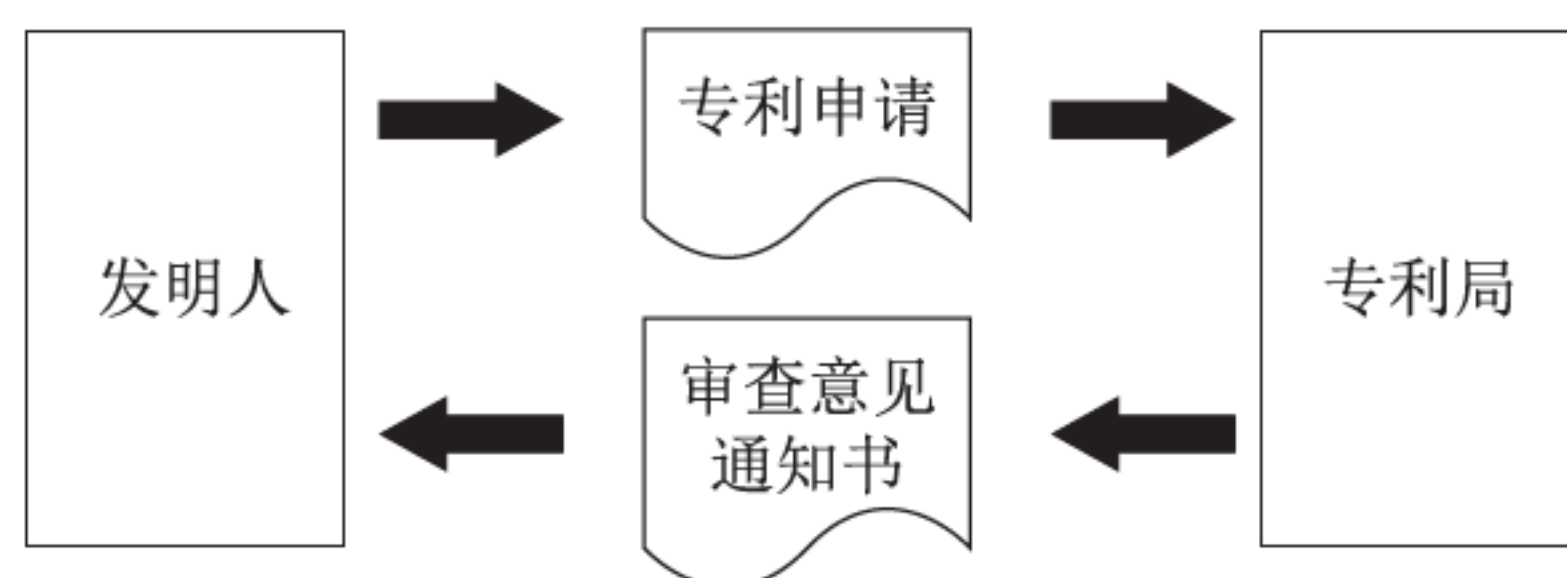 发明人
专利申请
审查意见
通知书
专利局